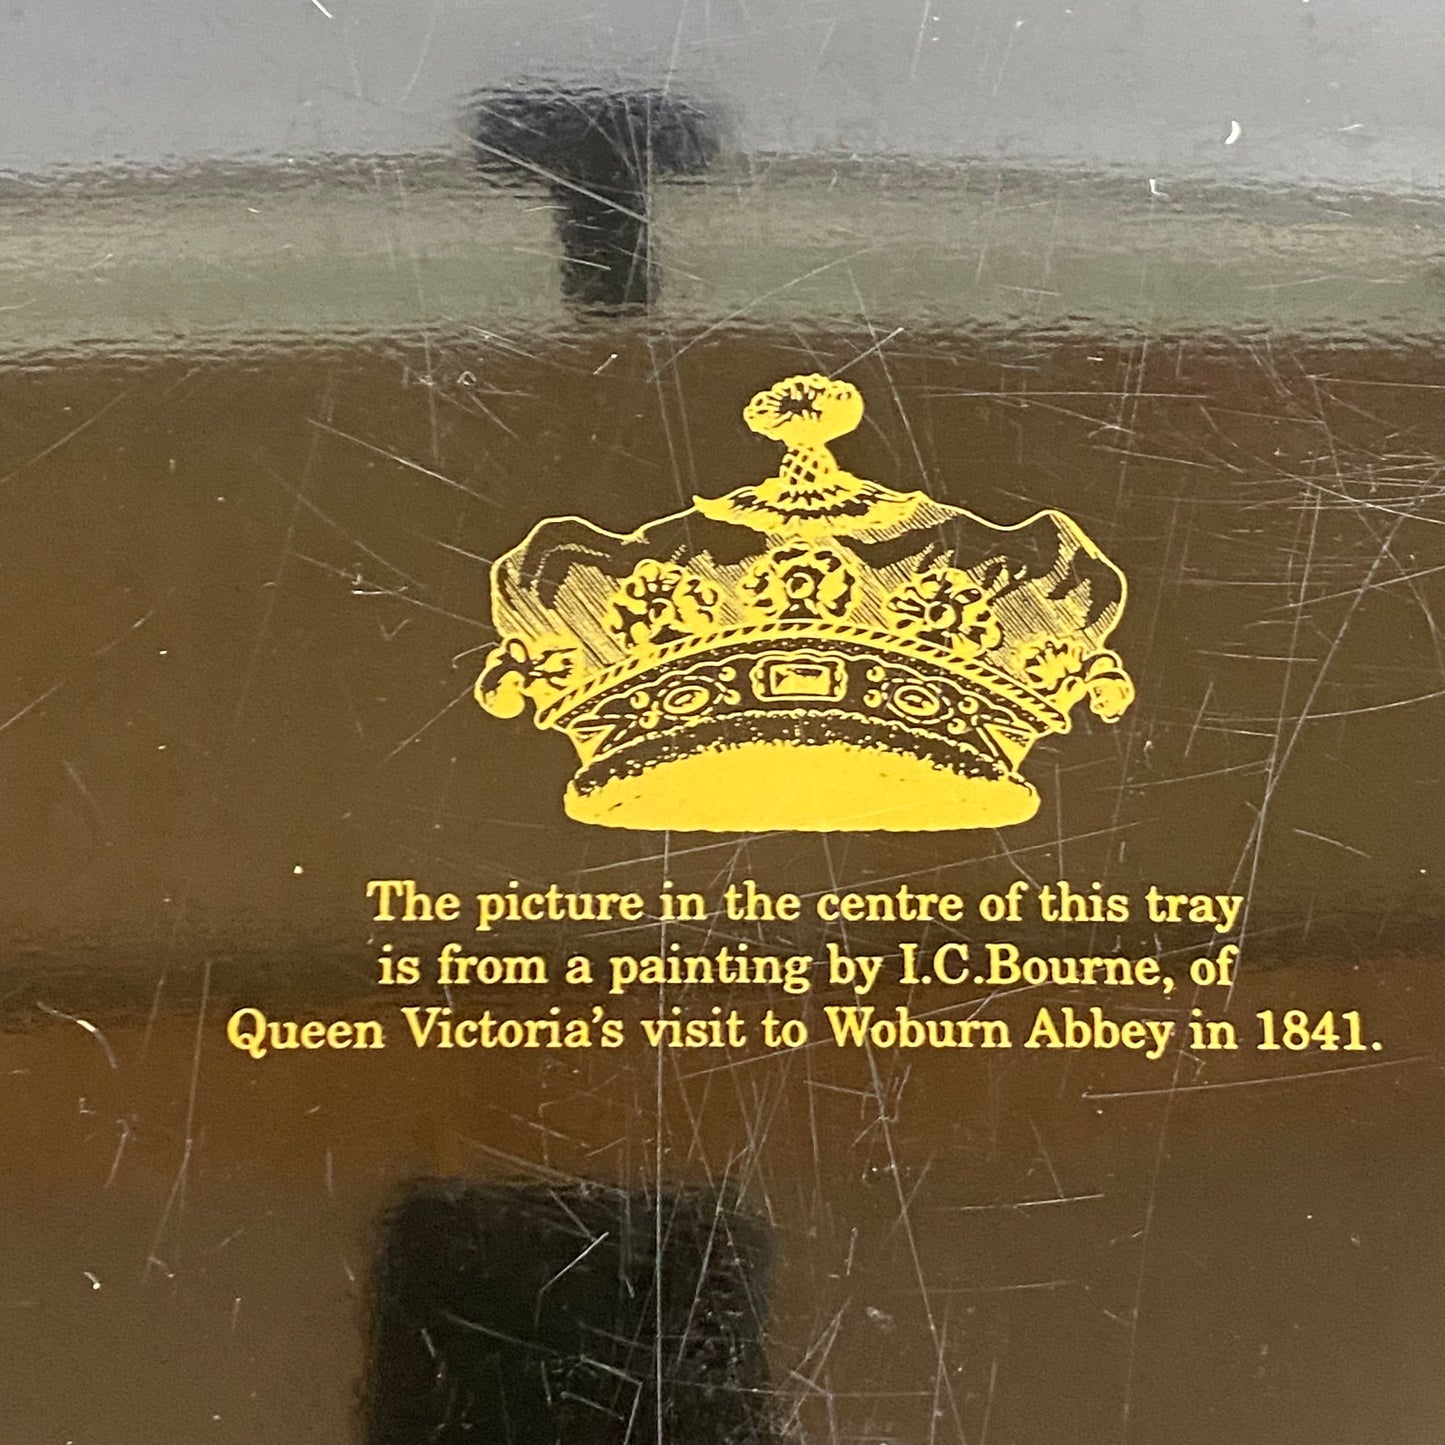 The picture in the centre of this tray
is from a painting by I.C.Bourne, of
Queen Victoria's visit to Woburn Abbey in 1841.